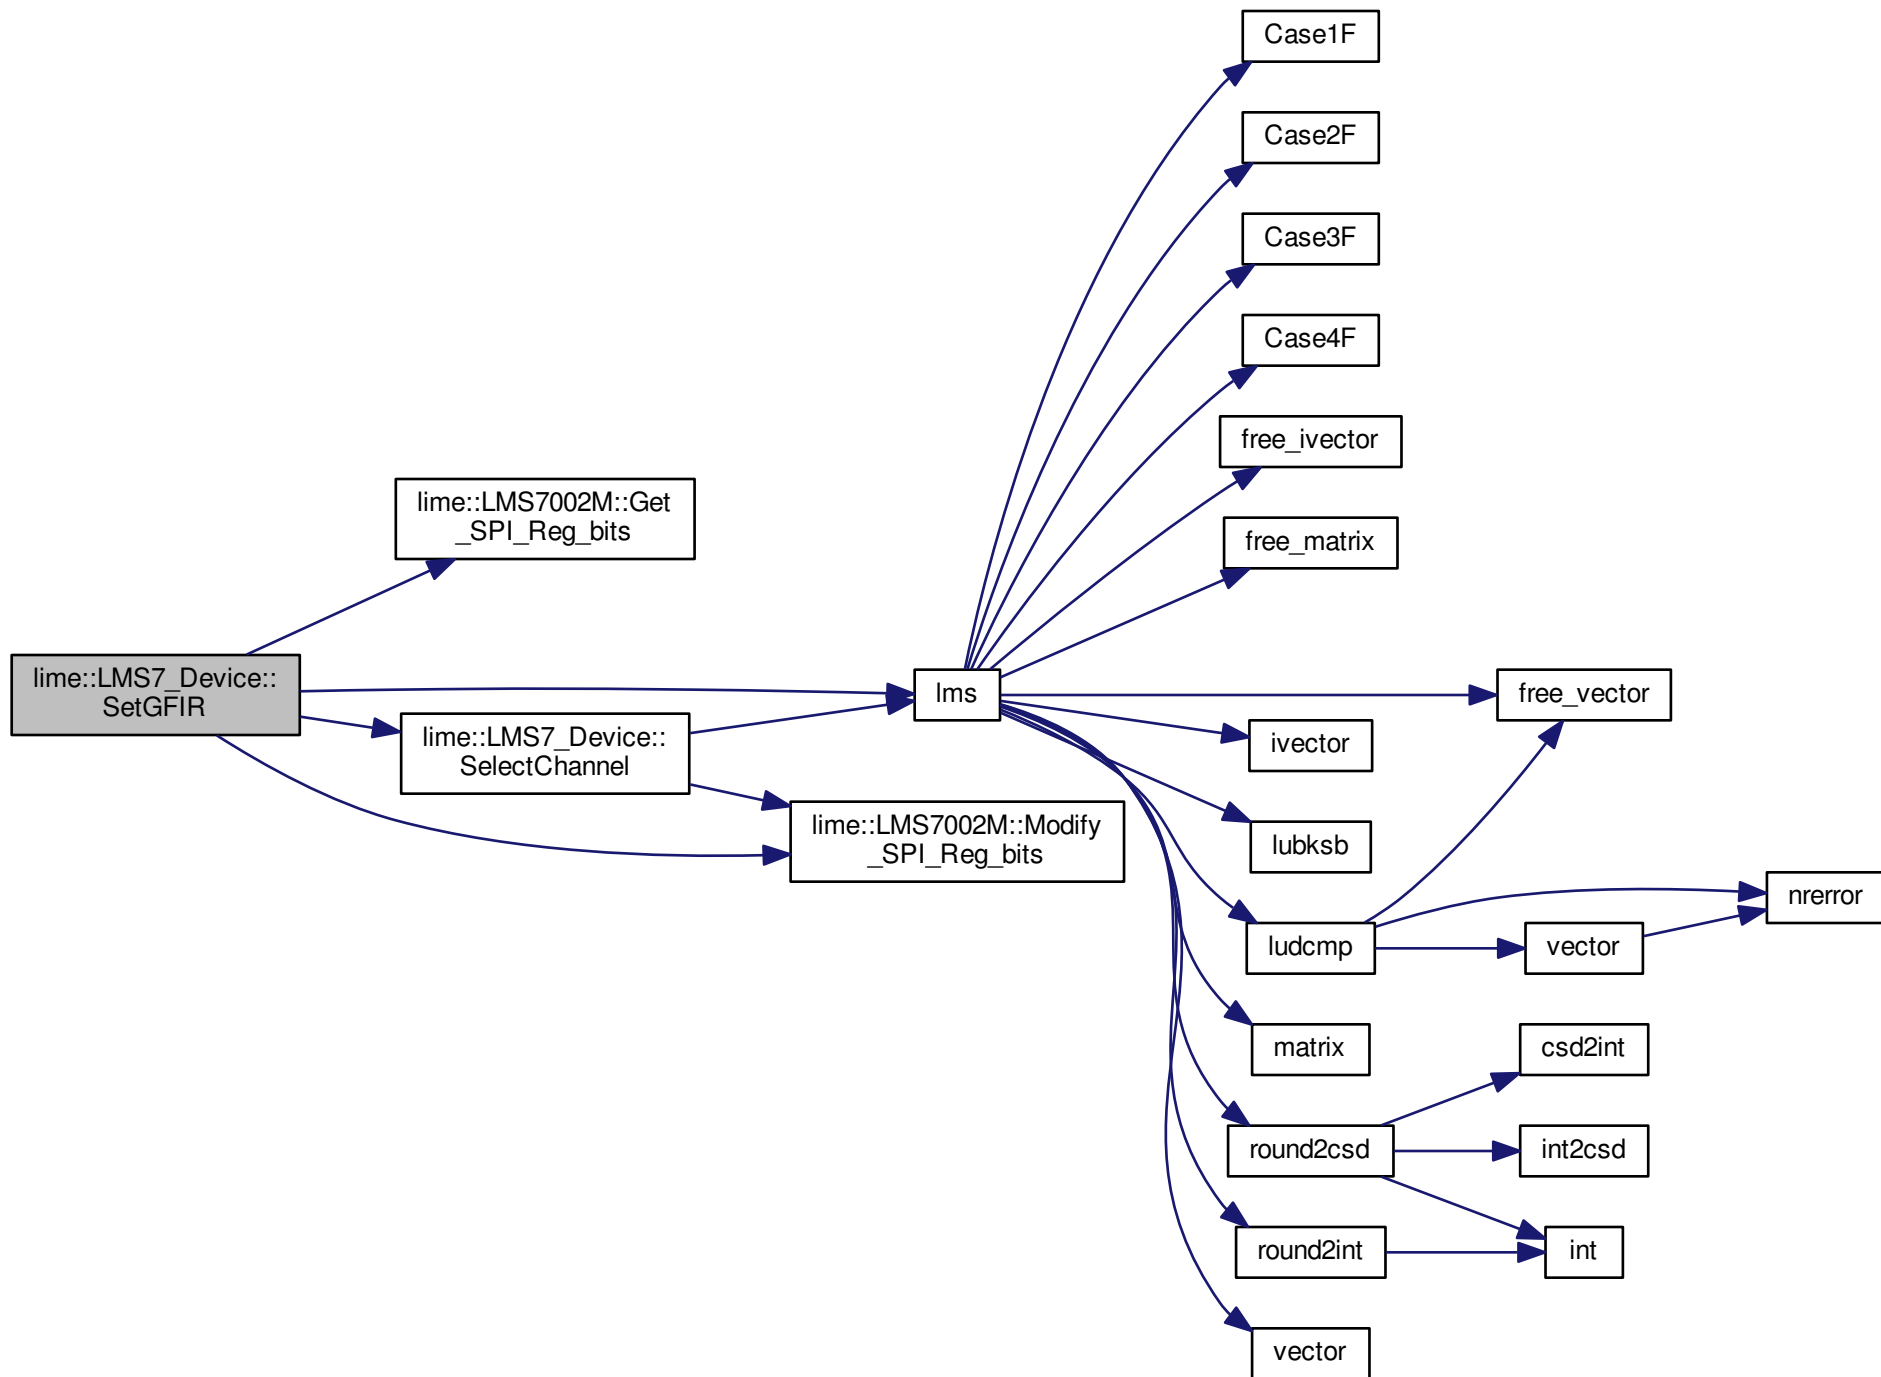 Case1F
Case2F
Case3F
Case4F
free_ivector
lime::LMS7002M::Get
_SPI_Reg_bits
free_matrix
lime::LMS7_Device::
SetGFIR
lms
free_vector
lime::LMS7_Device::
SelectChannel
ivector
lime::LMS7002M::Modify
_SPI_Reg_bits
lubksb
nrerror
ludcmp
vector
matrix
csd2int
round2csd
int2csd
round2int
int
vector